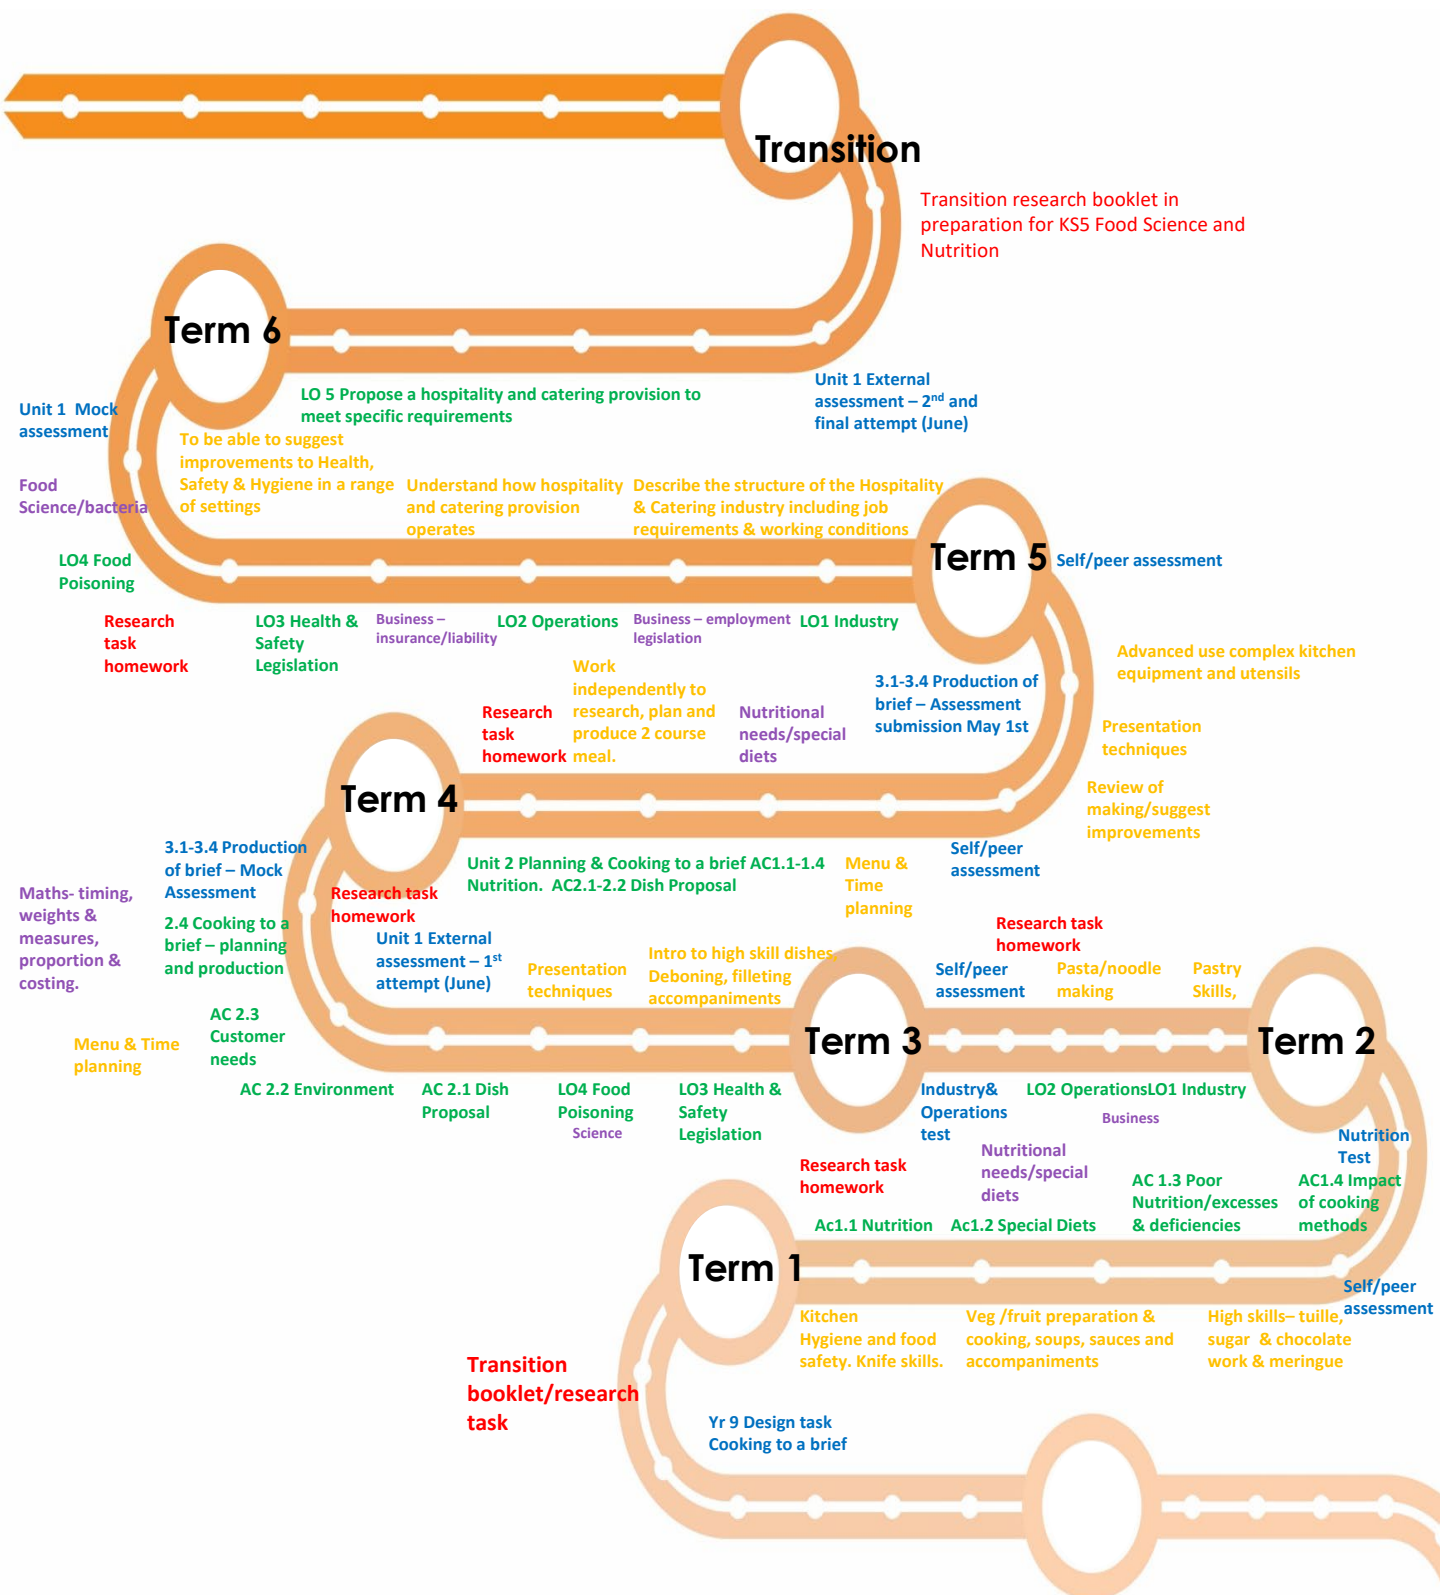 Transition
Transition research booklet in
preparation for KS5 Food Science and
Nutrition
Term 6
LO 5 Propose a hospitality and catering provision to
meet specific requirements
Unit 1 External
assessment – 2nd and
final attempt (June)
Unit 1 Mock
assessment
To be able to suggest
improvements to Health,
Safety & Hygiene in a range
of settings
Food
Science/bacteria
Understand how hospitality
and catering provision
operates
Describe the structure of the Hospitality
& Catering industry including job
requirements & working conditions
Term 5
Self/peer assessment
LO4 Food
Poisoning
Research
task
homework
LO3 Health &
Safety
Legislation
Business –
insurance/liability
LO2 Operations
Business – employment
legislation
LO1 Industry
Advanced use complex kitchen
equipment and utensils
Work
independently to
research, plan and
produce 2 course
meal.
Research
task
homework
Nutritional
needs/special
diets
3.1-3.4 Production of
brief – Assessment
submission May 1st
Presentation
techniques
Term 4
Review of
making/suggest
improvements
3.1-3.4 Production
of brief – Mock
Assessment
Unit 2 Planning & Cooking to a brief AC1.1-1.4
Nutrition.  AC2.1-2.2 Dish Proposal
Menu &
Time
planning
Self/peer
assessment
Maths- timing,
weights &
measures,
proportion &
costing.
Research task
homework
2.4 Cooking to a
brief – planning
and production
Unit 1 External
assessment – 1st
attempt (June)
Presentation
techniques
Intro to high skill dishes,
Deboning, filleting
accompaniments
Research task
homework
Self/peer
assessment
Pasta/noodle
making
Pastry
Skills,
AC 2.3
Customer
needs
Menu & Time
planning
Term 3
Term 2
AC 2.2 Environment
AC 2.1 Dish
Proposal
LO4 Food
Poisoning
Science
LO3 Health &
Safety
Legislation
Industry&
Operations
test
LO2 Operations
LO1 Industry
Business
Nutrition
Test
Research task
homework
Nutritional
needs/special
diets
AC 1.3 Poor
Nutrition/excesses
& deficiencies
AC1.4 Impact
of cooking
methods
Ac1.1 Nutrition
Ac1.2 Special Diets
Term 1
Self/peer
assessment
Kitchen
Hygiene and food
safety. Knife skills.
Veg /fruit preparation &
cooking, soups, sauces and
accompaniments
High skills– tuille,
sugar  & chocolate
work & meringue
Transition
booklet/research
task
Yr 9 Design task
Cooking to a brief